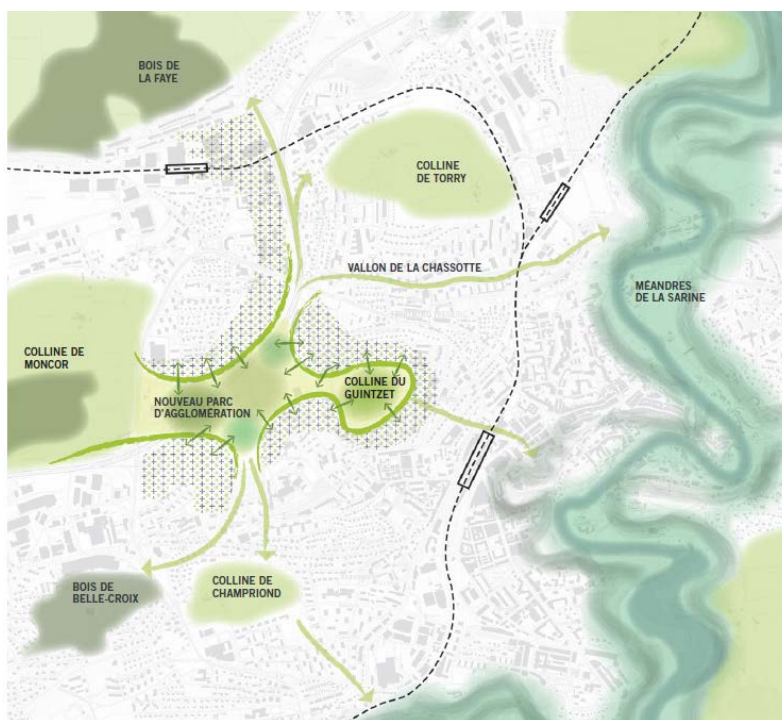 BOIS DE
LA FAYE
COLLINE
DE TORRY
VALLON DE LA CHASSOTTE
MÉANDRES
DE LA SARINE
COLLINE DE
MONCOR
COLLINE DU
GUINTZET
NOUVEAU PARC
D'AGGLOMÉRATION
BOIS DE
BELLE-CROIX
COLLINE DE
CHAMPRIOND